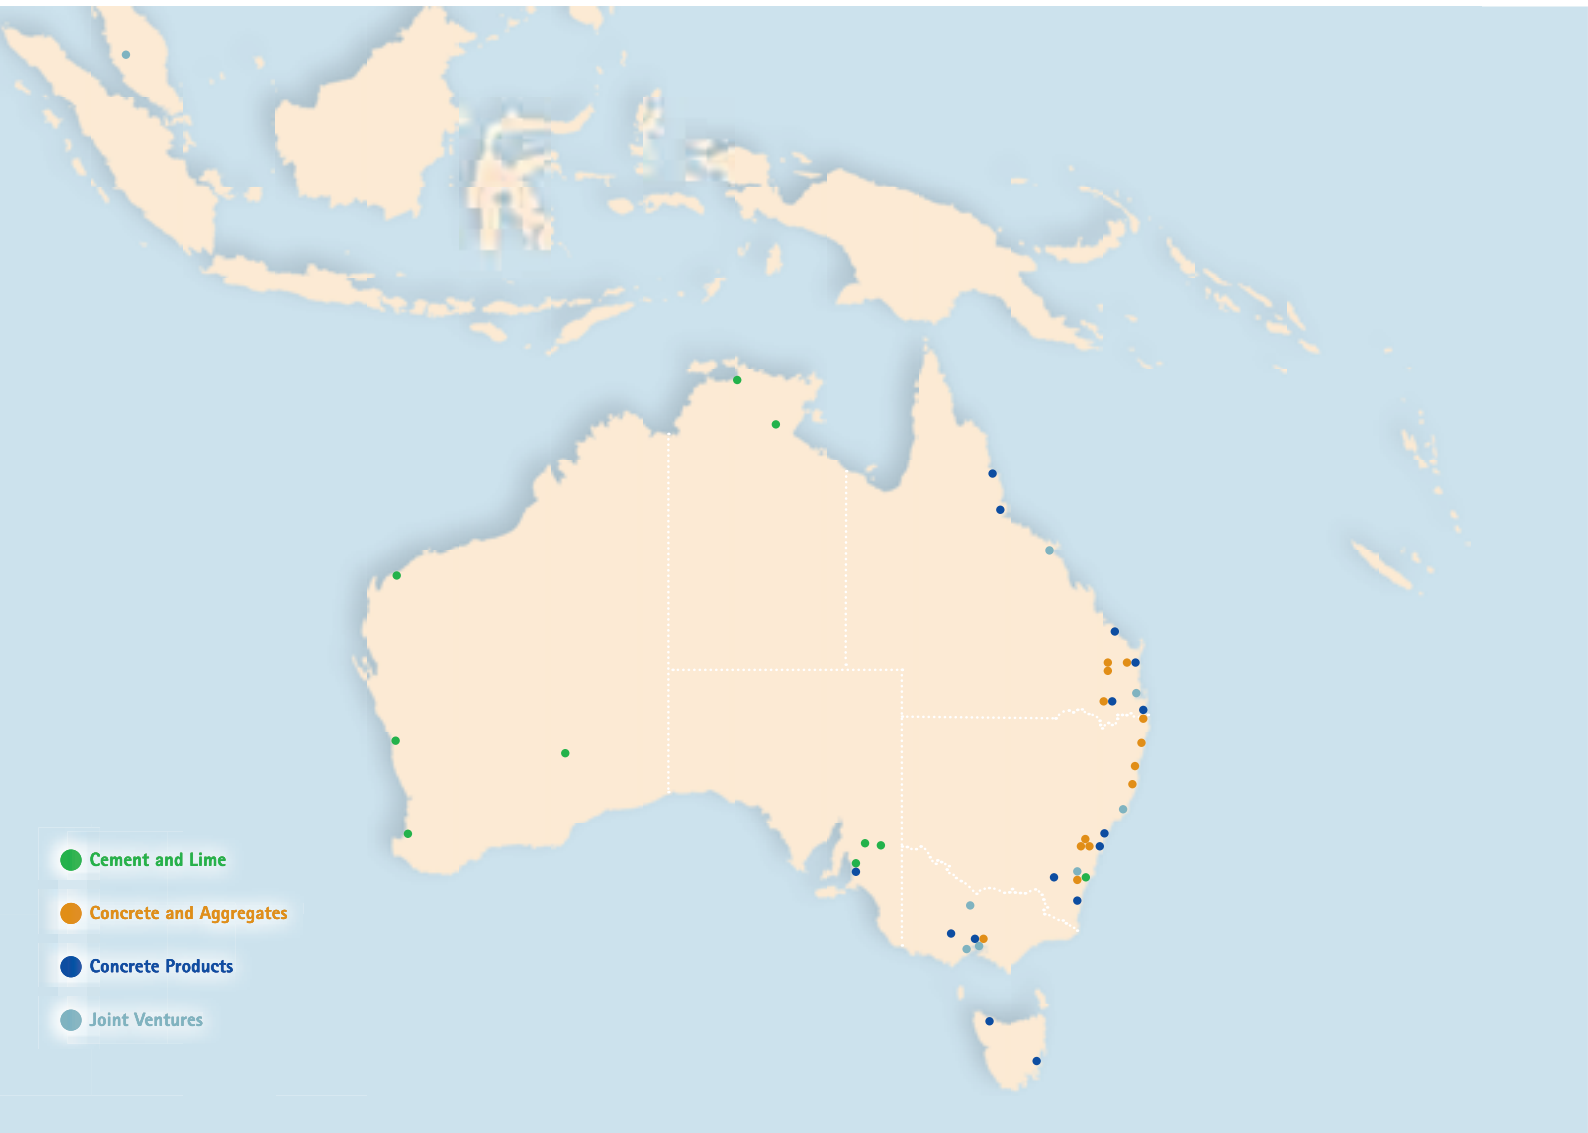 Cement and Lime
Concrete and Aggregates
Concrete Products
Joint Ventures